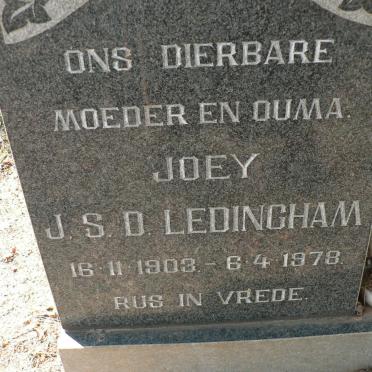 ONS DIERBARE
MOEDER EN OUMA.
JOEY
J. S. D. LEDINGHAM
16·11·1903 - 6·4·1978.
RUS IN VREDE.